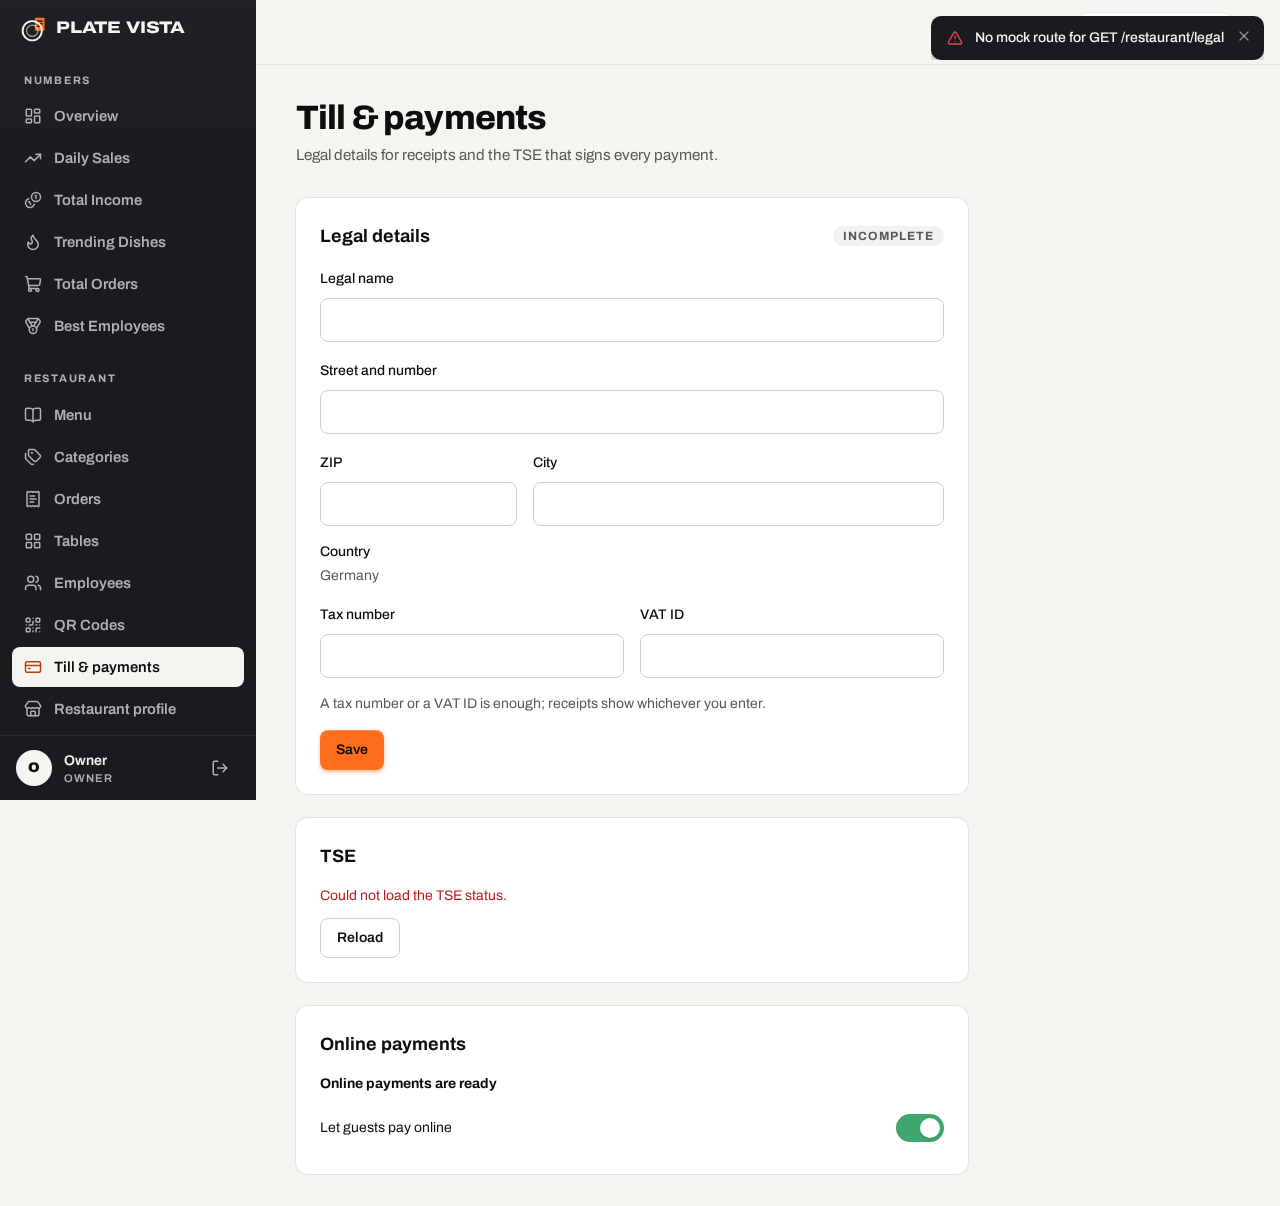 PLATE VISTA
No mock route for GET /restaurant/legal
NUMBERS
Overview
Daily Sales
Total Income
Trending Dishes
Total Orders
Best Employees
RESTAURANT
Menu
Categories
Orders
Tables
Employees
QR Codes
Till & payments
Restaurant profile
O
Owner
OWNER
Till & payments
Legal details for receipts and the TSE that signs every payment.
Legal details
INCOMPLETE
Legal name
Street and number
ZIP
City
Country
Germany
Tax number
VAT ID
A tax number or a VAT ID is enough; receipts show whichever you enter.
Save
TSE
Could not load the TSE status.
Reload
Online payments
Online payments are ready
Let guests pay online